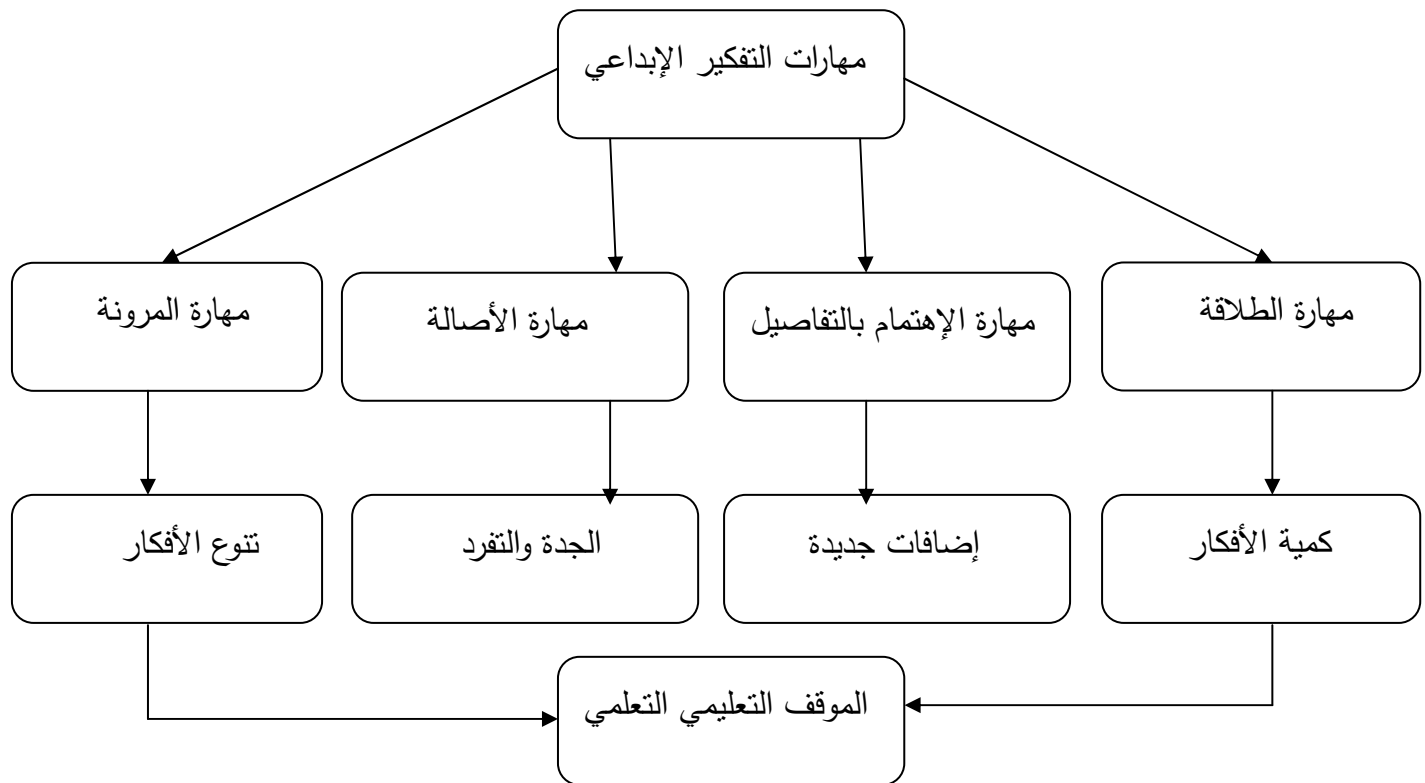 مهارات التفكير الإبداعي
مهارة الطلاقة
مهارة الإهتمام بالتفاصيل
مهارة الأصالة
مهارة المرونة
كمية الأفكار
إضافات جديدة
الجدة والتفرد
تنوع الأفكار
الموقف التعليمي التعلمي